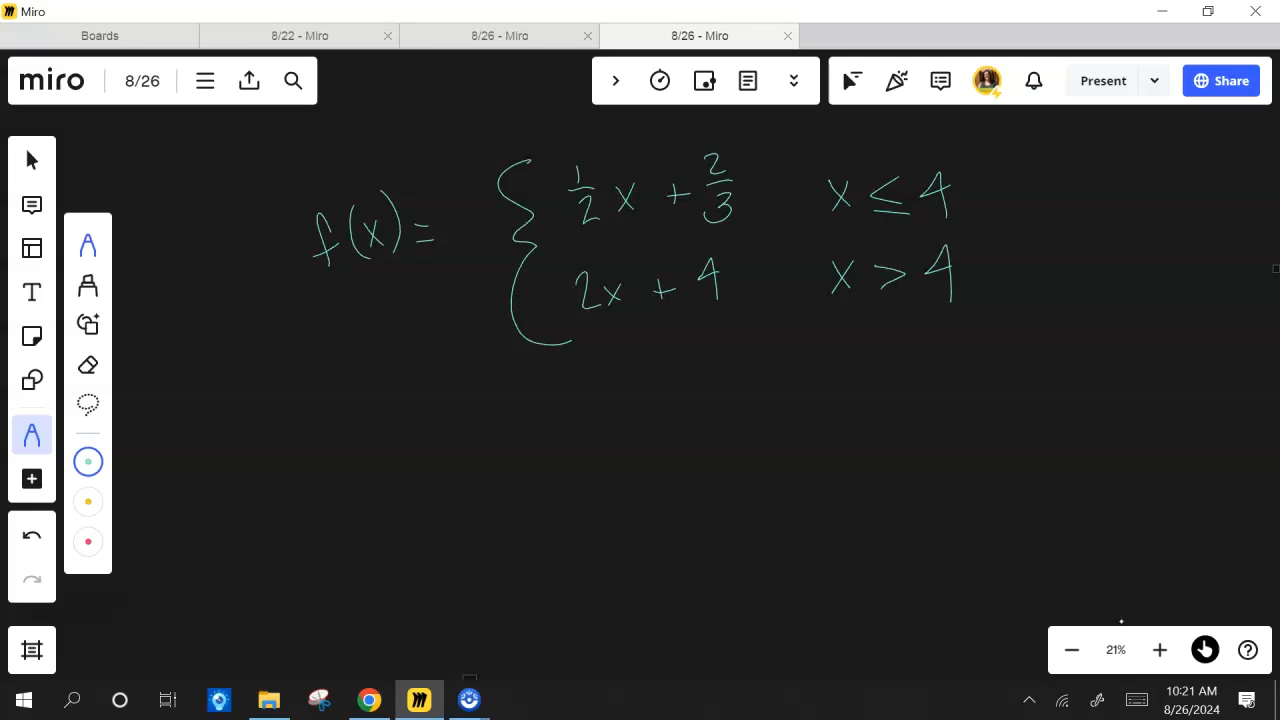 Miro
Boards 8/22 - Miro 8/26 - Miro 8/26 - Miro
miro 8/26 Present Share
f(x) = { 1/2 x + 2/3 x ≤ 4
2x + 4 x > 4
21%
10:21 AM
8/26/2024